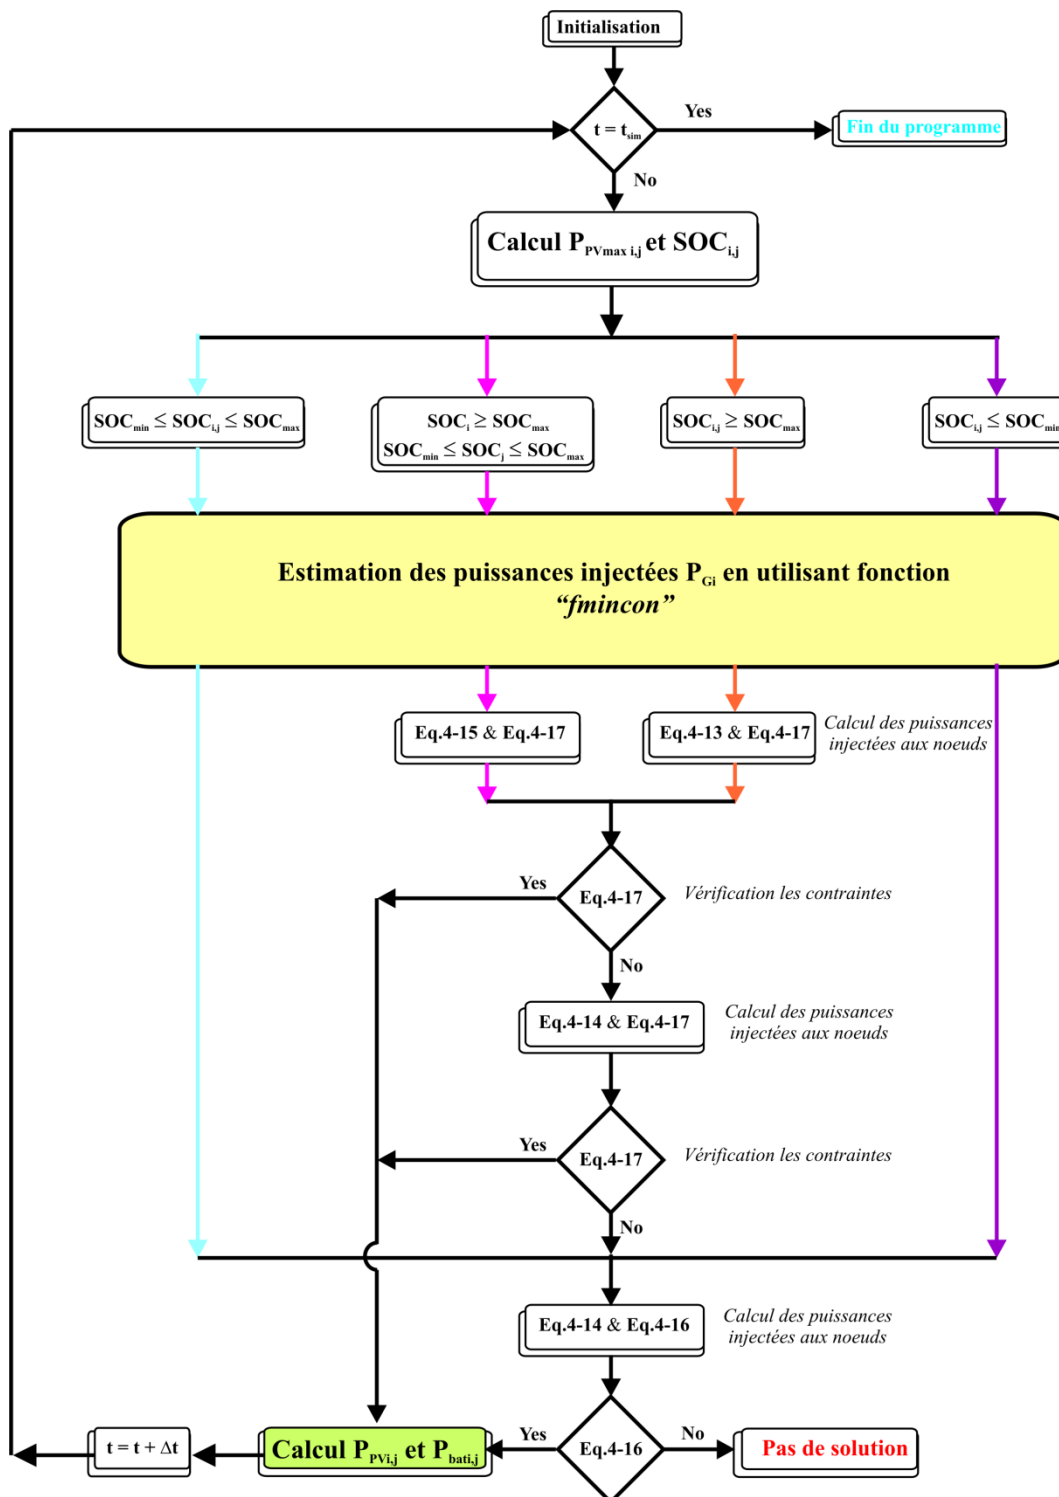 Initialisation
t = tsim
Yes
Fin du programme
No
Calcul PPVmax i,j et SOCi,j
SOCmin ≤ SOCi,j ≤ SOCmax
SOCi ≥ SOCmax
SOCmin ≤ SOCj ≤ SOCmax
SOCi,j ≥ SOCmax
SOCi,j ≤ SOCmin
Estimation des puissances injectées PGi en utilisant fonction
“fmincon”
Eq.4-15 & Eq.4-17
Eq.4-13 & Eq.4-17
Calcul des puissances
injectées aux noeuds
Yes
Eq.4-17
Vérification les contraintes
No
Eq.4-14 & Eq.4-17
Calcul des puissances
injectées aux noeuds
Yes
Eq.4-17
Vérification les contraintes
No
Eq.4-14 & Eq.4-16
Calcul des puissances
injectées aux noeuds
t = t + Δt
Calcul PPVi,j et Pbati,j
Yes
Eq.4-16
No
Pas de solution